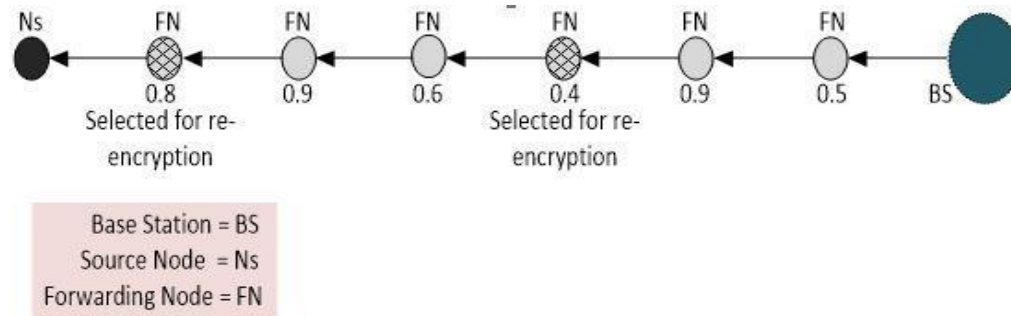 Ns FN FN FN FN FN FN
0.8 0.9 0.6 0.4 0.9 0.5 BS
Selected for re- Selected for re-
encryption encryption
Base Station = BS
Source Node = Ns
Forwarding Node = FN